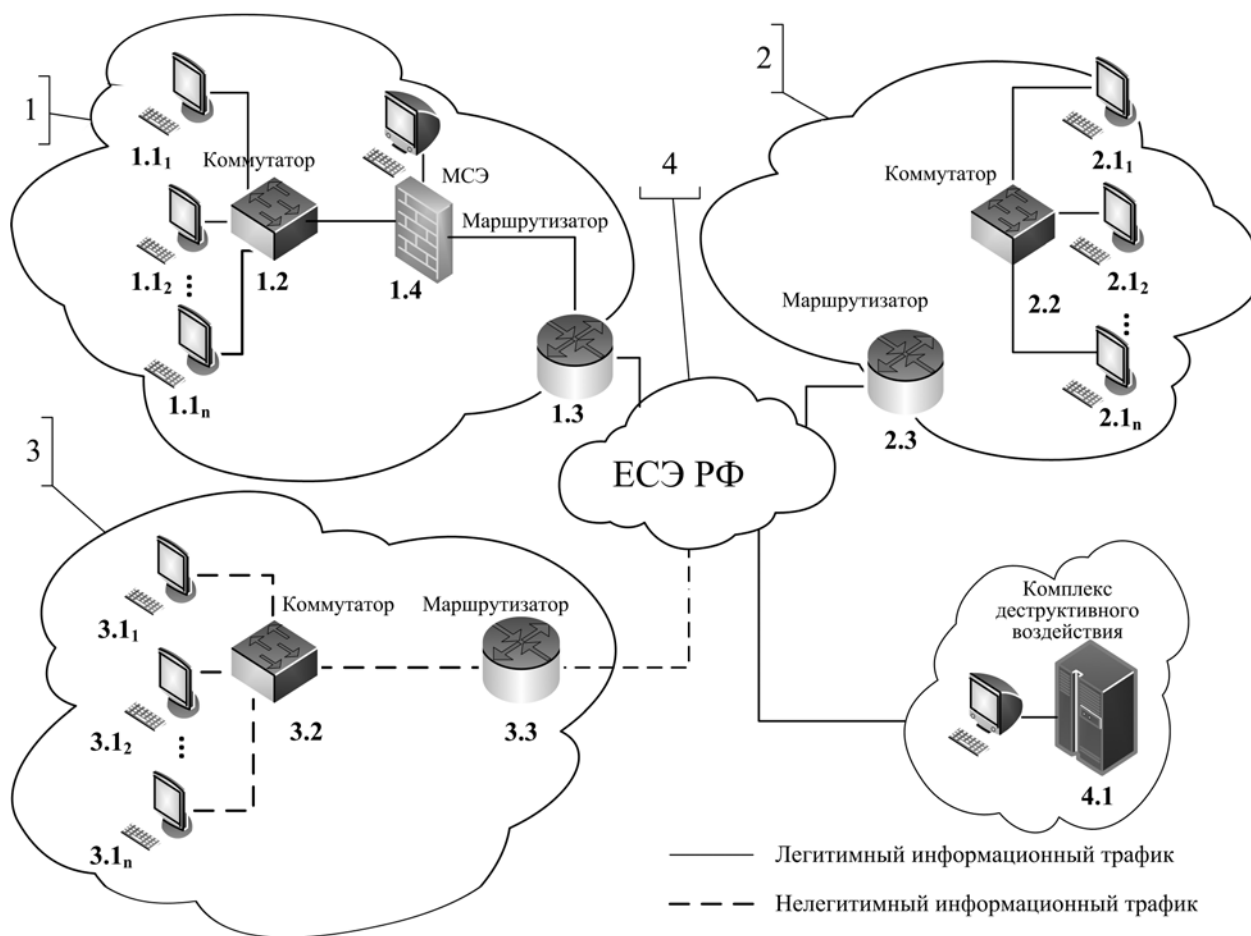 1
1.1₁
Коммутатор
МСЭ
Маршрутизатор
1.1₂
1.2
1.4
1.1ₙ
1.3
2
2.1₁
Коммутатор
2.1₂
2.2
Маршрутизатор
2.1ₙ
2.3
4
ЕСЭ РФ
3
3.1₁
Коммутатор
Маршрутизатор
3.1₂
3.2
3.3
3.1ₙ
Комплекс
деструктивного
воздействия
4.1
Легитимный информационный трафик
Нелегитимный информационный трафик